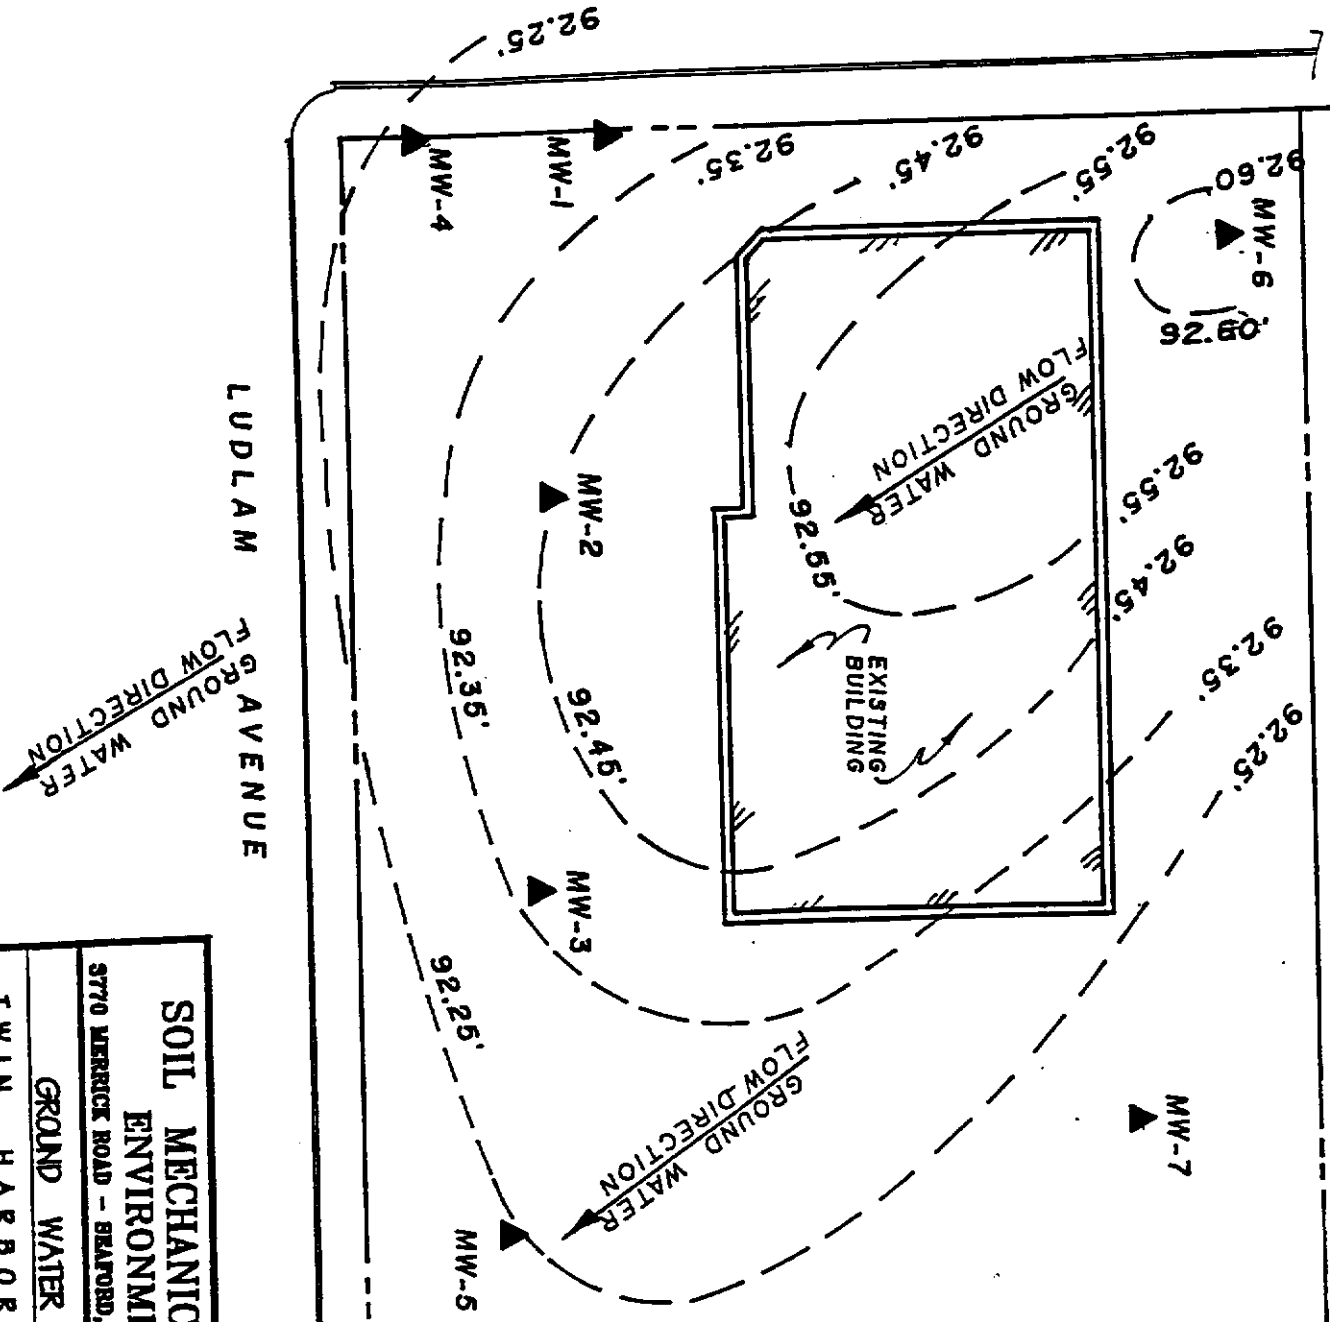 92.25'
92.35'
92.45'
92.55'
92.60
MW-6
92.60'
MW-4
MW-1
GROUND WATER
FLOW DIRECTION
92.55'
92.55'
92.45'
92.35'
92.25'
MW-2
EXISTING
BUILDING
92.35'
92.45'
LUDLAM AVENUE
GROUND WATER
FLOW DIRECTION
MW-3
92.25'
GROUND WATER
FLOW DIRECTION
MW-7
MW-5
SOIL MECHANIC
ENVIRONM
3770 MERRICK ROAD - SEAFORD,
GROUND WATER
TWIN HARBOR